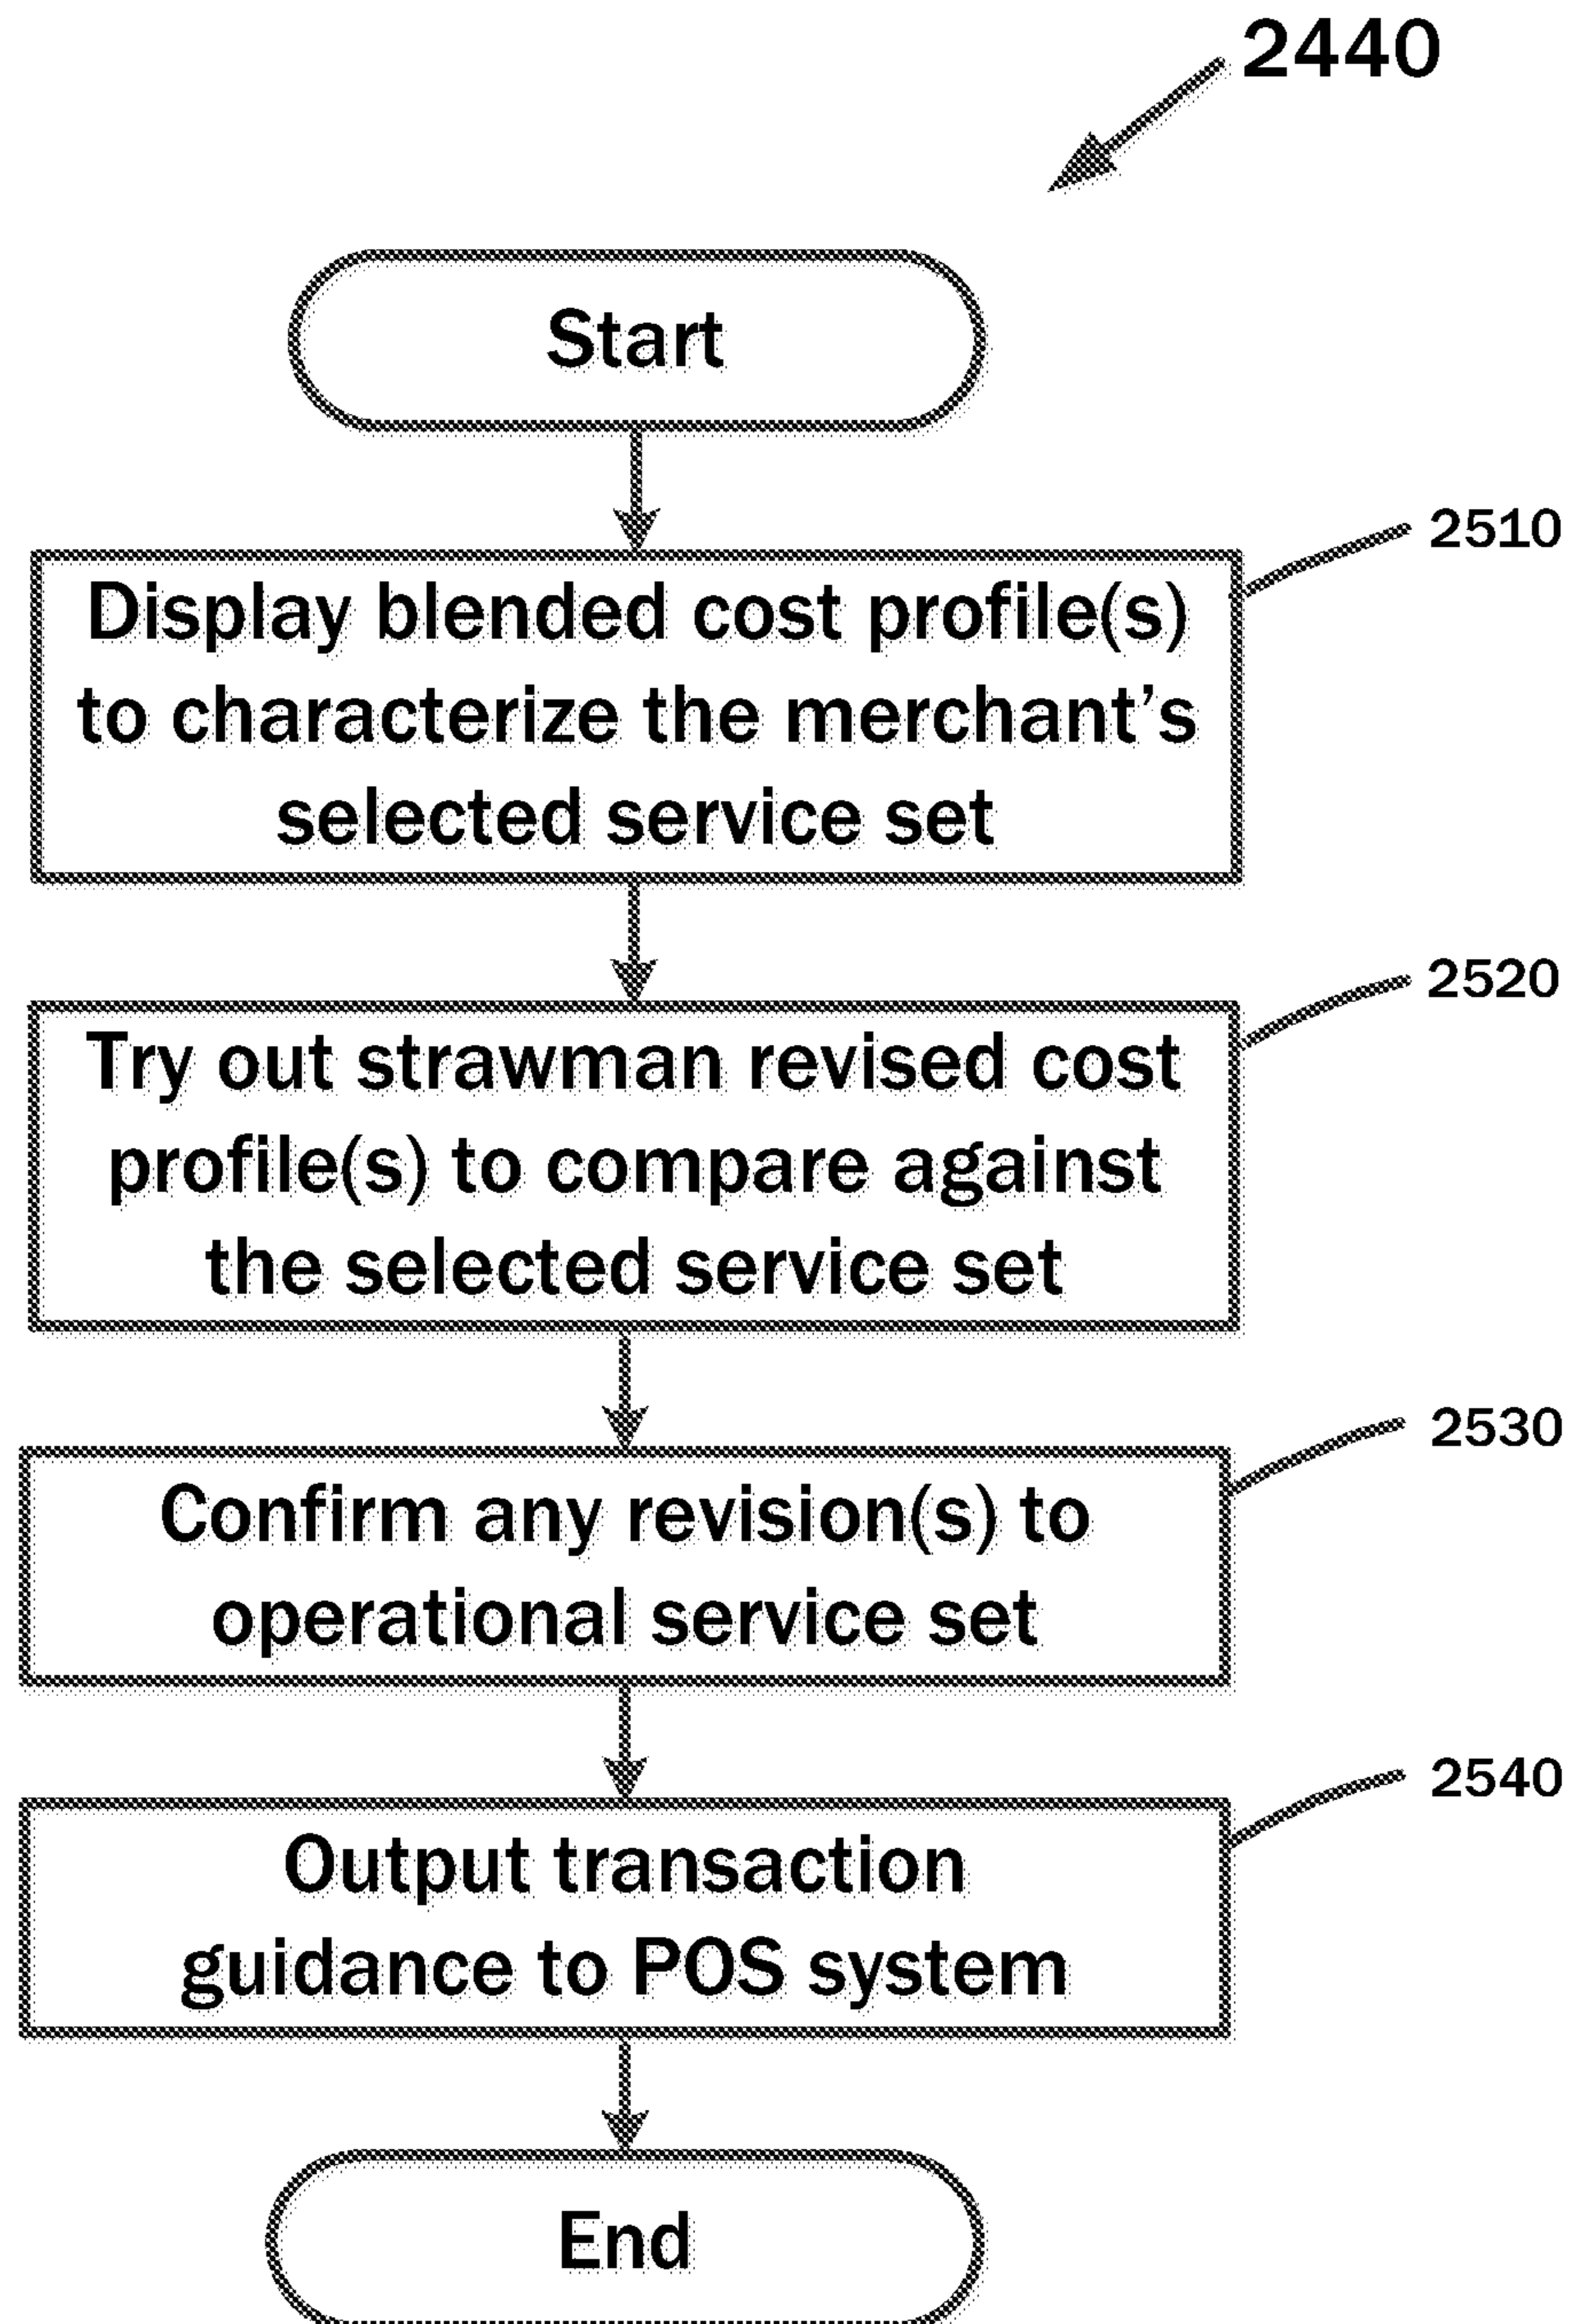 2440
Start
2510
Display blended cost profile(s)
to characterize the merchant's
selected service set
2520
Try out strawman revised cost
profile(s) to compare against
the selected service set
2530
Confirm any revision(s) to
operational service set
2540
Output transaction
guidance to POS system
End